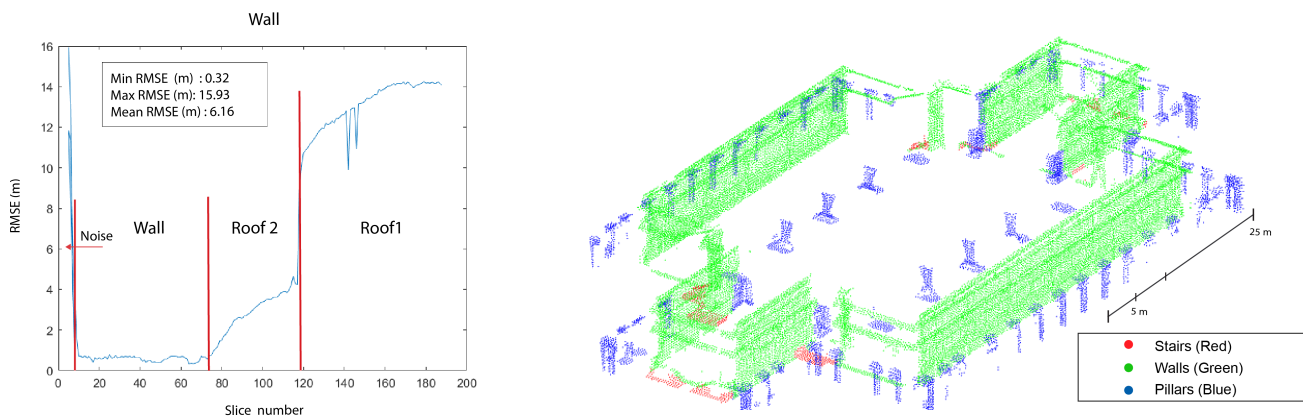 Wall
Min RMSE (m) : 0.32
Max RMSE (m): 15.93
Mean RMSE (m) : 6.16
RMSE (m)
16
14
12
10
8
6
4
2
0
Noise
Wall
Roof 2
Roof1
0 20 40 60 80 100 120 140 160 180 200
Slice number
25 m
5 m
Stairs (Red)
Walls (Green)
Pillars (Blue)